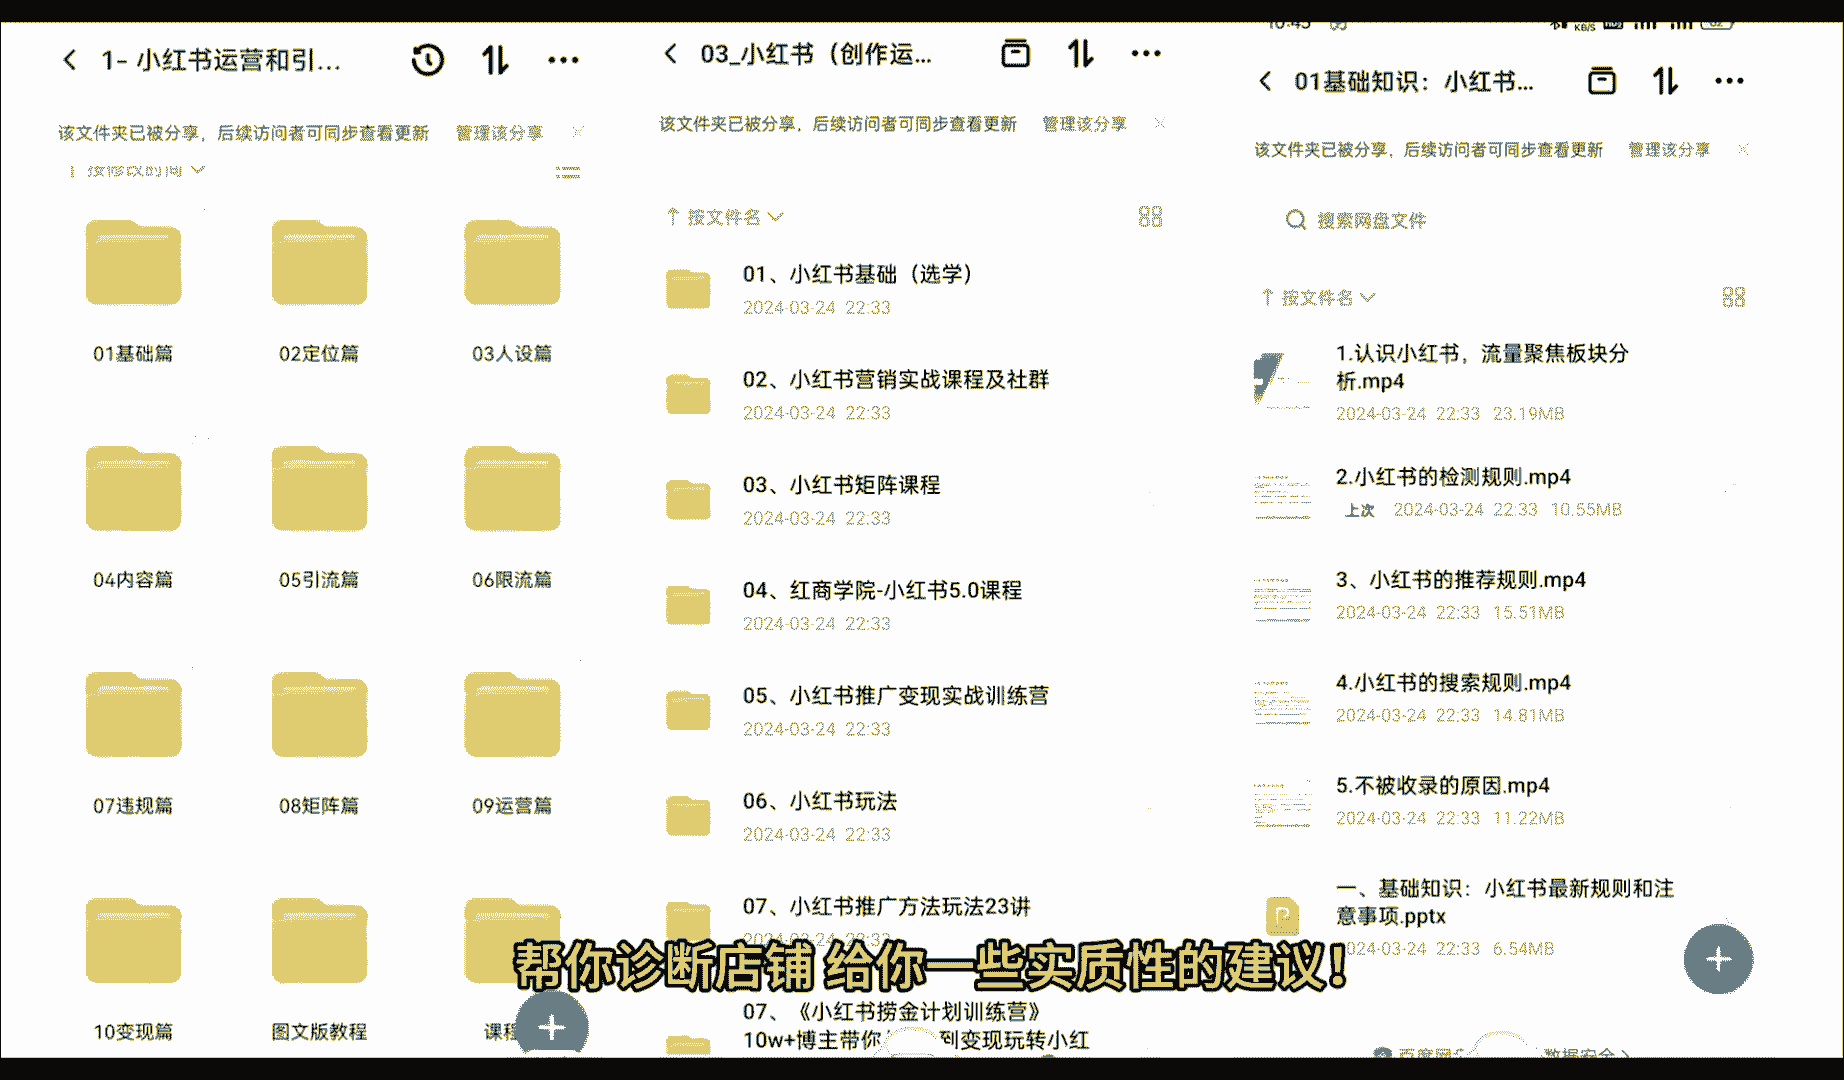 1- 小红书运营和引...
该文件夹已被分享，后续访问者可同步查看更新 管理该分享
按修改时间
01基础篇 02定位篇 03人设篇
04内容篇 05引流篇 06限流篇
07违规篇 08矩阵篇 09运营篇
10变现篇 图文版教程 课程
03_小红书（创作运...
该文件夹已被分享，后续访问者可同步查看更新 管理该分享
按文件名
01、小红书基础（选学）
2024-03-24 22:33
02、小红书营销实战课程及社群
2024-03-24 22:33
03、小红书矩阵课程
2024-03-24 22:33
04、红商学院-小红书5.0课程
2024-03-24 22:33
05、小红书推广变现实战训练营
2024-03-24 22:33
06、小红书玩法
2024-03-24 22:33
07、小红书推广方法玩法23讲
2024-03-24 22:33
07、《小红书捞金计划训练营》
10w+博主带你 到变现玩转小红
01基础知识：小红书...
该文件夹已被分享，后续访问者可同步查看更新 管理该分享
搜索网盘文件
按文件名
1.认识小红书，流量聚焦板块分
析.mp4
2024-03-24 22:33 23.19MB
2.小红书的检测规则.mp4
上次 2024-03-24 22:33 10.55MB
3、小红书的推荐规则.mp4
2024-03-24 22:33 15.51MB
4.小红书的搜索规则.mp4
2024-03-24 22:33 14.81MB
5.不被收录的原因.mp4
2024-03-24 22:33 11.22MB
一、基础知识：小红书最新规则和注
意事项.pptx
2024-03-24 22:33 6.54MB
帮你诊断店铺 给你一些实质性的建议！